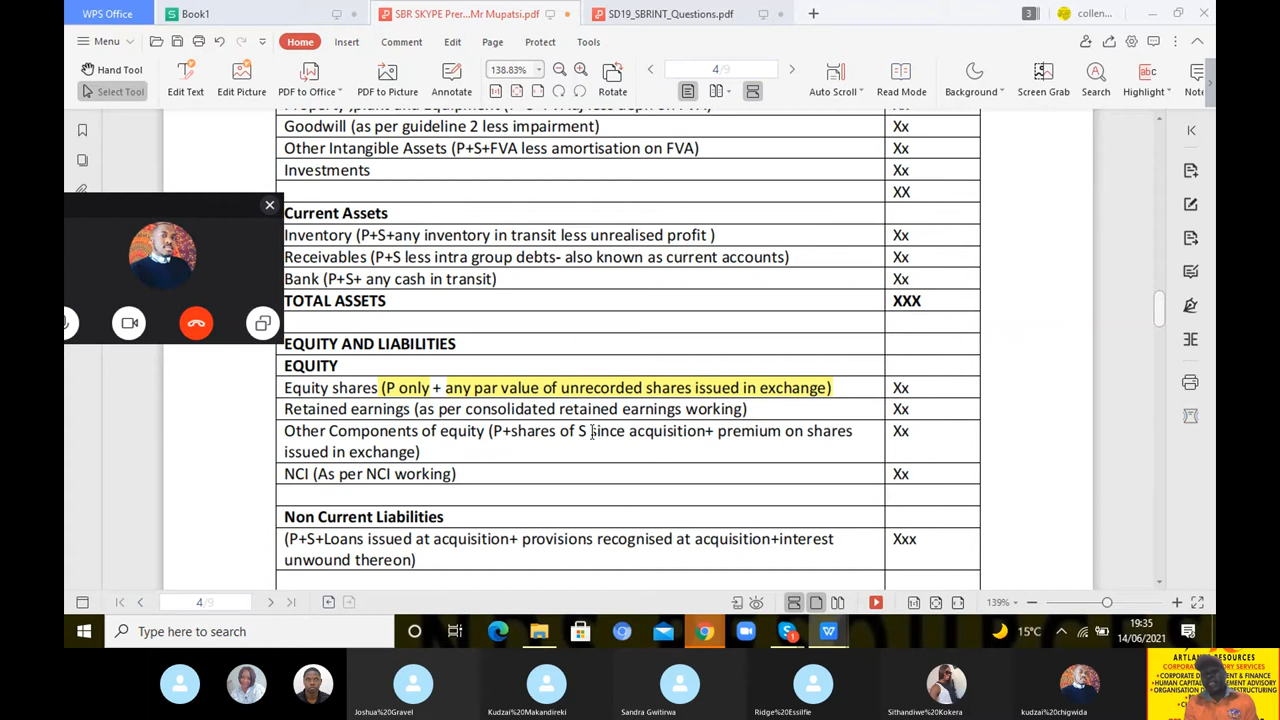 WPS Office
Book1
SBR SKYPE Pre...Mr Mupatsi.pdf
SD19_SBRINT_Questions.pdf
3
collen...
Menu
Home
Insert
Comment
Edit
Page
Protect
Tools
Hand Tool
Select Tool
Edit Text
Edit Picture
PDF to Office
PDF to Picture
Annotate
138.83%
Rotate
4/9
Auto Scroll
Read Mode
Background
Screen Grab
Search
Highlight
Note
Goodwill (as per guideline 2 less impairment) Xx
Other Intangible Assets (P+S+FVA less amortisation on FVA) Xx
Investments Xx
XX
Current Assets
Inventory (P+S+any inventory in transit less unrealised profit ) Xx
Receivables (P+S less intra group debts- also known as current accounts) Xx
Bank (P+S+ any cash in transit) Xx
TOTAL ASSETS XXX
EQUITY AND LIABILITIES
EQUITY
Equity shares (P only + any par value of unrecorded shares issued in exchange) Xx
Retained earnings (as per consolidated retained earnings working) Xx
Other Components of equity (P+shares of S since acquisition+ premium on shares Xx
issued in exchange)
NCI (As per NCI working) Xx
Non Current Liabilities
(P+S+Loans issued at acquisition+ provisions recognised at acquisition+interest Xxx
unwound thereon)
4/9
139%
Type here to search
15°C
19:35
14/06/2021
Joshua%20Gravel
Kudzai%20Makandireki
Sandra Gwitirwa
Ridge%20Essilfie
Sithandiwe%20Kokera
kudzai%20chigwida